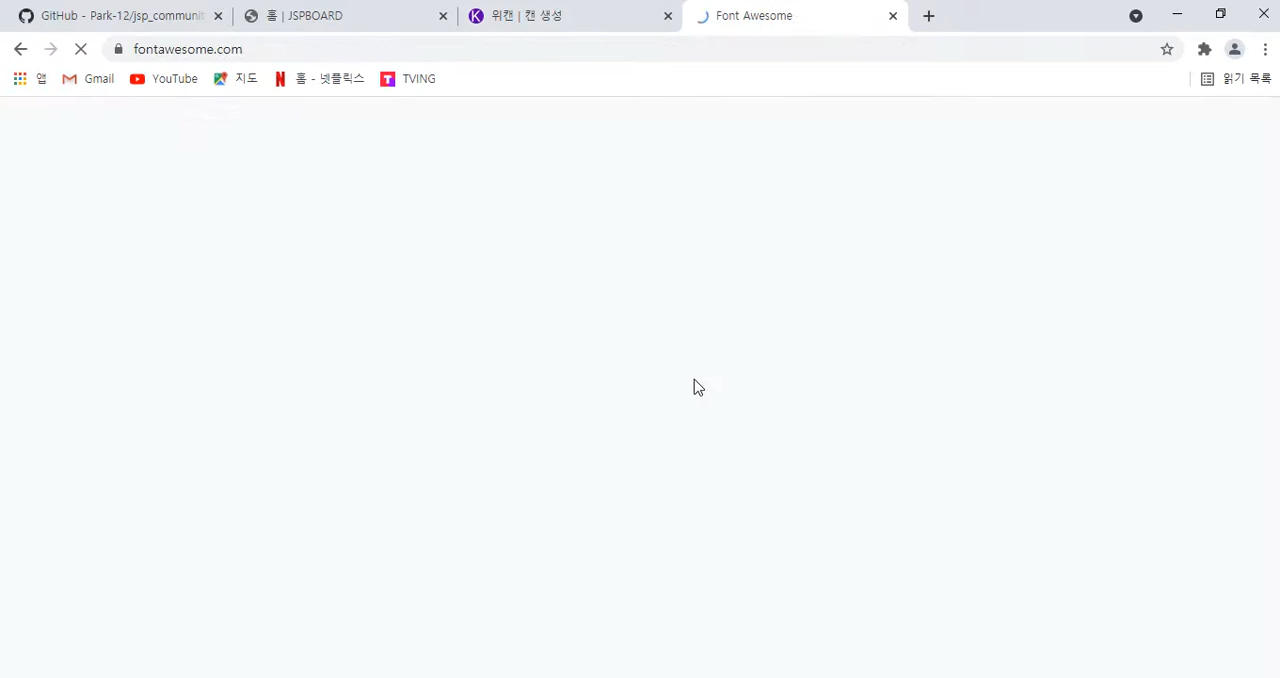 GitHub - Park-12/jsp_communit
홈 | JSPBOARD
위캔 | 캔 생성
Font Awesome
fontawesome.com
앱
Gmail
YouTube
지도
홈 - 넷플릭스
TVING
읽기 목록